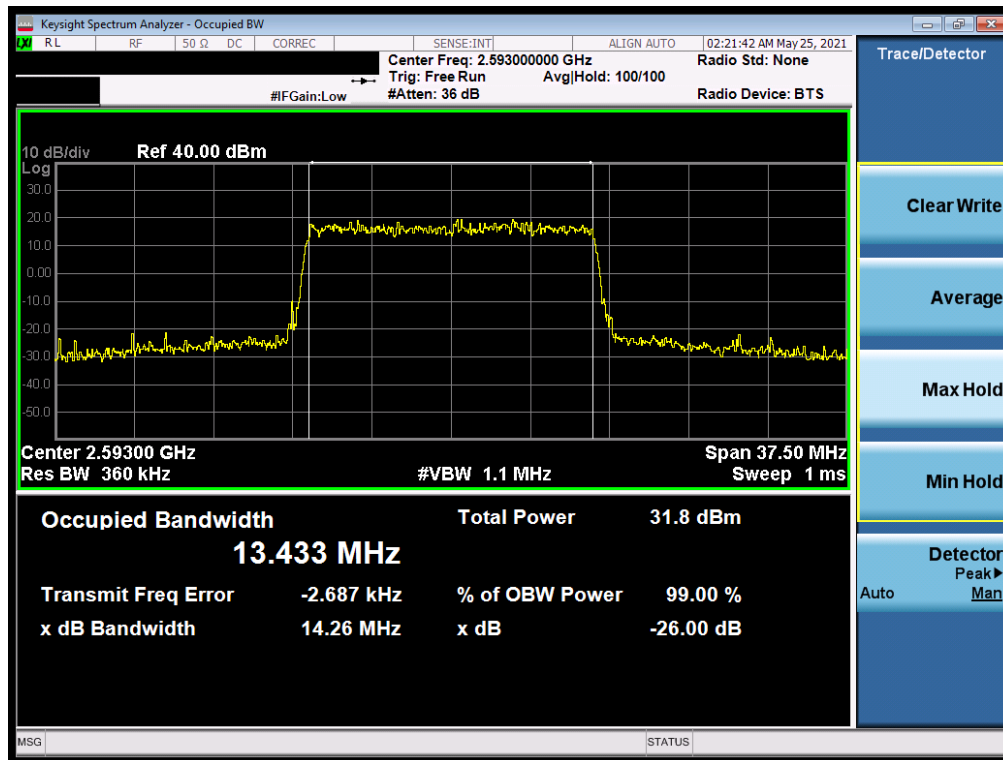 Keysight Spectrum Analyzer - Occupied BW
LXI RL RF 50 Ω DC CORREC SENSE:INT ALIGN AUTO 02:21:42 AM May 25, 2021
Center Freq: 2.593000000 GHz Radio Std: None
Trig: Free Run Avg|Hold: 100/100
#IFGain:Low #Atten: 36 dB Radio Device: BTS
Trace/Detector
10 dB/div Ref 40.00 dBm
Log
30.0
20.0
10.0
0.00
-10.0
-20.0
-30.0
-40.0
-50.0
Center 2.59300 GHz Span 37.50 MHz
Res BW 360 kHz #VBW 1.1 MHz Sweep 1 ms
Occupied Bandwidth Total Power 31.8 dBm
13.433 MHz
Transmit Freq Error -2.687 kHz % of OBW Power 99.00 %
x dB Bandwidth 14.26 MHz x dB -26.00 dB
Clear Write
Average
Max Hold
Min Hold
Detector
Peak▶
Auto Man
MSG STATUS